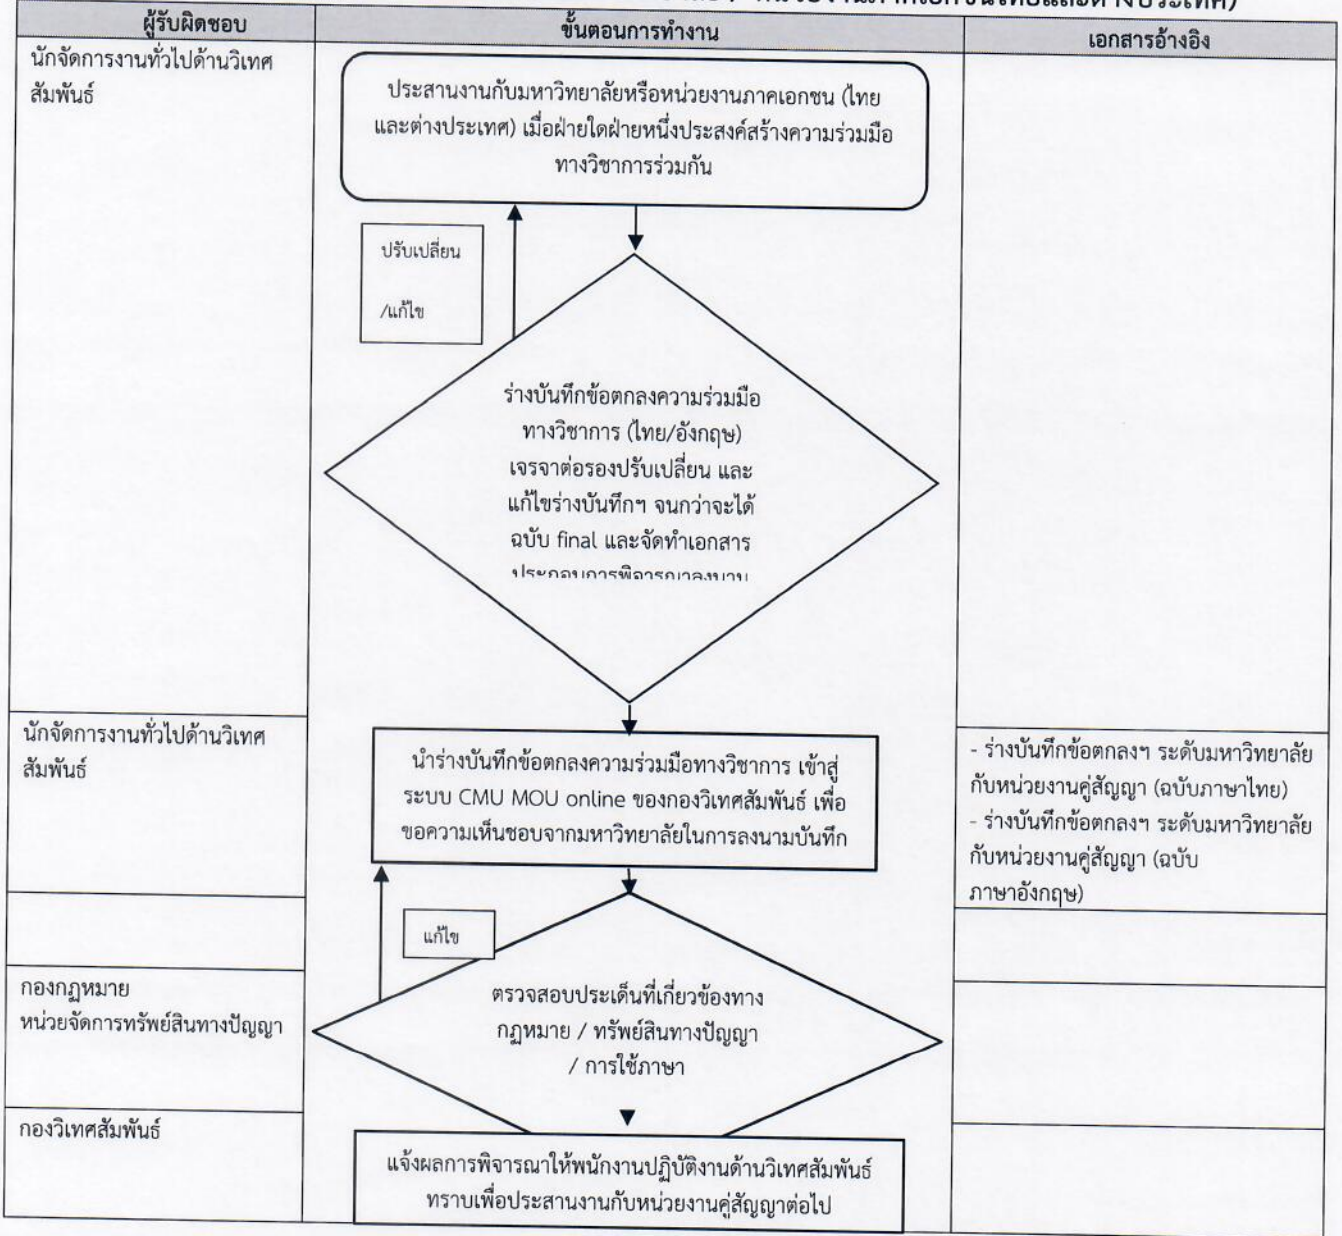 ผู้รับผิดชอบ
ขั้นตอนการทำงาน
เอกสารอ้างอิง
นักจัดการงานทั่วไปด้านวิเทศ
สัมพันธ์
ประสานงานกับมหาวิทยาลัยหรือหน่วยงานภาคเอกชน (ไทย
และต่างประเทศ) เมื่อฝ่ายใดฝ่ายหนึ่งประสงค์สร้างความร่วมมือ
ทางวิชาการร่วมกัน
ปรับเปลี่ยน
/แก้ไข
ร่างบันทึกข้อตกลงความร่วมมือ
ทางวิชาการ (ไทย/อังกฤษ)
เจรจาต่อรองปรับเปลี่ยน และ
แก้ไขร่างบันทึกฯ จนกว่าจะได้
ฉบับ final และจัดทำเอกสาร
นักจัดการงานทั่วไปด้านวิเทศ
สัมพันธ์
นำร่างบันทึกข้อตกลงความร่วมมือทางวิชาการ เข้าสู่
ระบบ CMU MOU online ของกองวิเทศสัมพันธ์ เพื่อ
ขอความเห็นชอบจากมหาวิทยาลัยในการลงนามบันทึก
- ร่างบันทึกข้อตกลงฯ ระดับมหาวิทยาลัย
กับหน่วยงานคู่สัญญา (ฉบับภาษาไทย)
- ร่างบันทึกข้อตกลงฯ ระดับมหาวิทยาลัย
กับหน่วยงานคู่สัญญา (ฉบับ
ภาษาอังกฤษ)
แก้ไข
กองกฎหมาย
หน่วยจัดการทรัพย์สินทางปัญญา
ตรวจสอบประเด็นที่เกี่ยวข้องทาง
กฎหมาย / ทรัพย์สินทางปัญญา
/ การใช้ภาษา
กองวิเทศสัมพันธ์
แจ้งผลการพิจารณาให้พนักงานปฏิบัติงานด้านวิเทศสัมพันธ์
ทราบเพื่อประสานงานกับหน่วยงานคู่สัญญาต่อไป